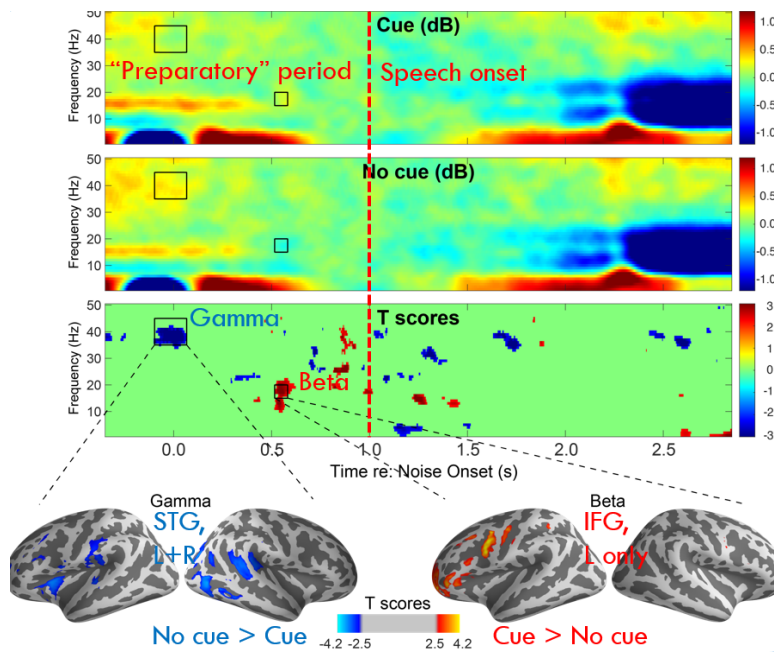 50
40
30
20
10
Frequency (Hz)
Cue (dB)
"Preparatory" period
Speech onset
1.0
0.5
0
-0.5
-1.0
50
40
30
20
10
Frequency (Hz)
No cue (dB)
1.0
0.5
0
-0.5
-1.0
50
40
30
20
10
Frequency (Hz)
Gamma
T scores
Beta
3
2
1
0
-1
-2
-3
0.0
0.5
1.0
1.5
2.0
2.5
Time re: Noise Onset (s)
Gamma
STG,
L+R
No cue > Cue
Beta
IFG,
L only
Cue > No cue
T scores
-4.2 -2.5 2.5 4.2